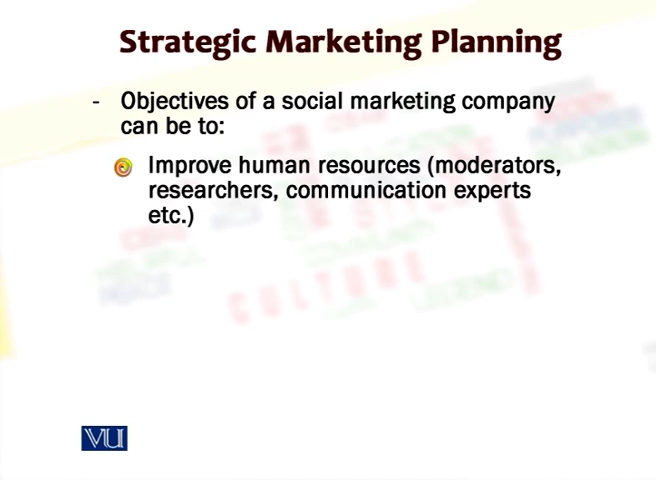 Strategic Marketing Planning
- Objectives of a social marketing company
can be to:
Improve human resources (moderators,
researchers, communication experts
etc.)
CULTURE
VU